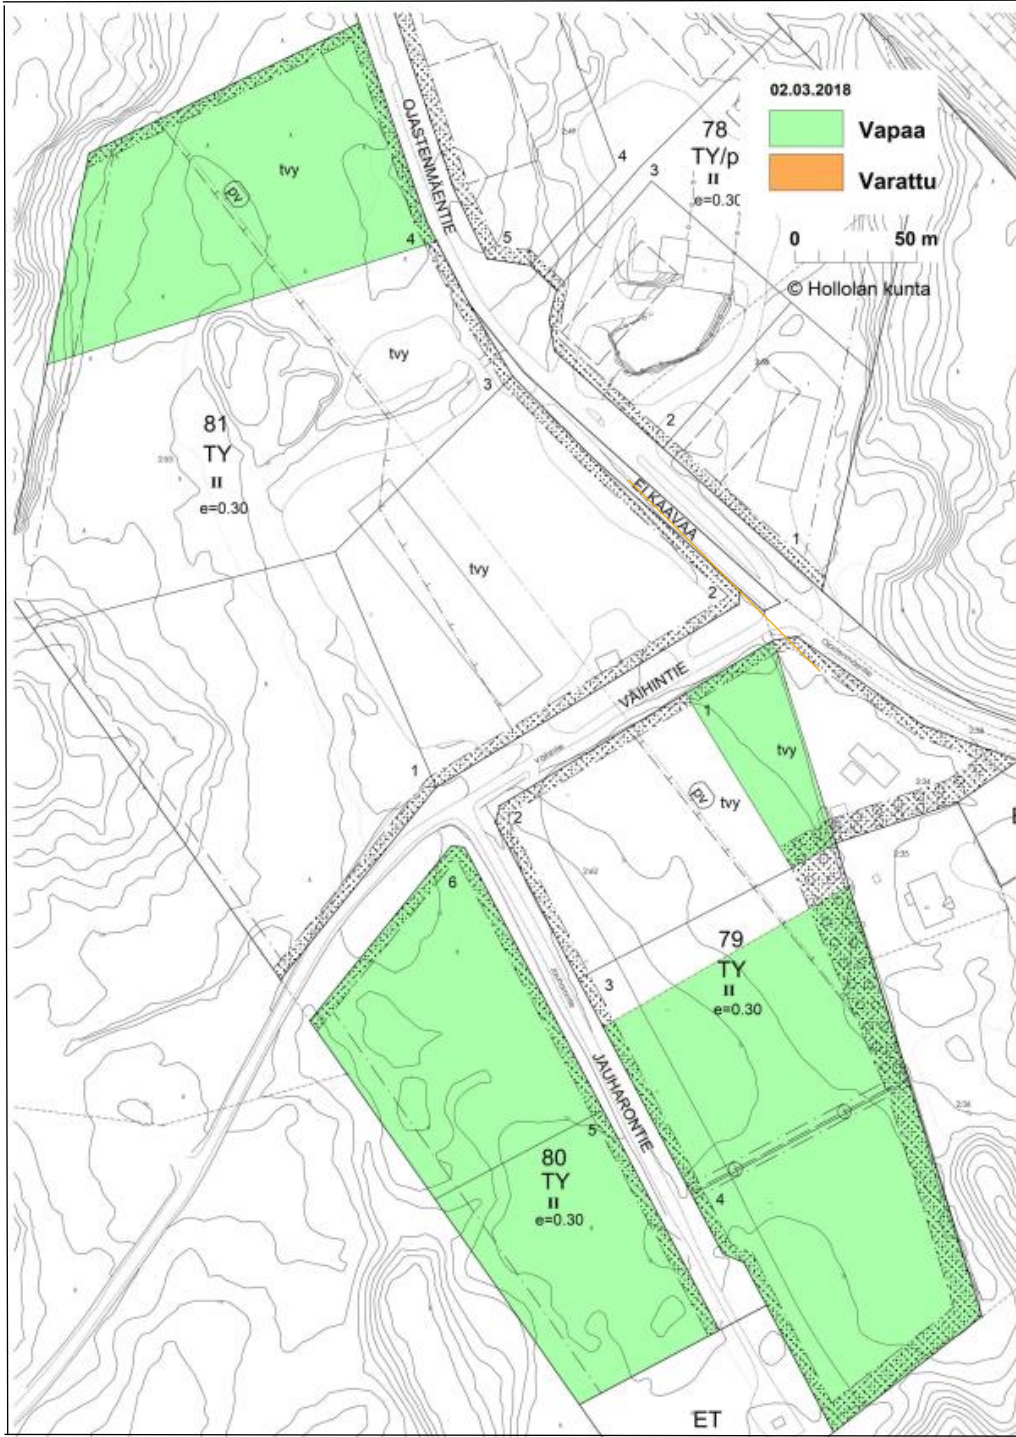 02.03.2018
Vapaa
Varattu
0 50 m
© Hollolan kunta
78
TY/p
II
e=0.30
OJASTENMÄENTIE
tvy
pv
4
5
4
3
tvy
3
2
81
TY
II
e=0.30
ELKAAVAA
1
tvy
2
VÄIHINTIE
1
tvy
pv
tvy
1
2
6
79
TY
II
e=0.30
3
JAUHARONTIE
5
80
TY
II
e=0.30
4
ET